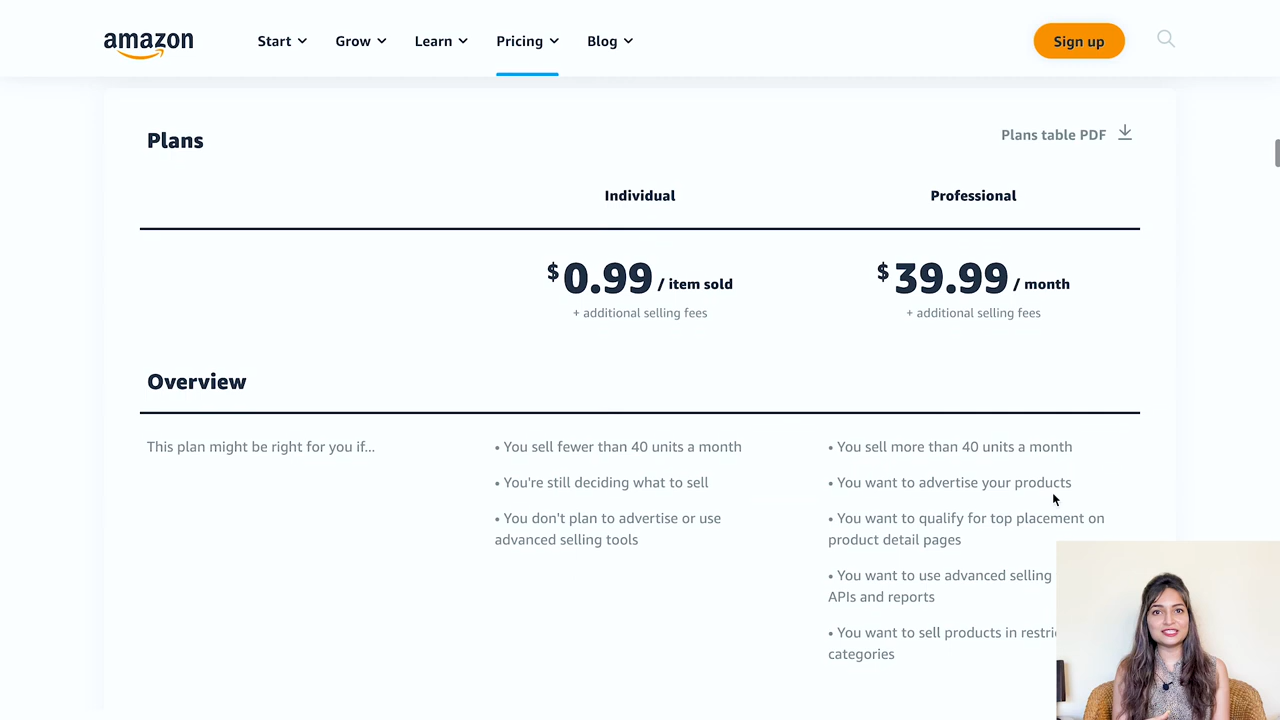 amazon
Start
Grow
Learn
Pricing
Blog
Sign up
Plans
Plans table PDF
Individual
Professional
$0.99 / item sold
+ additional selling fees
$39.99 / month
+ additional selling fees
Overview
This plan might be right for you if...
• You sell fewer than 40 units a month
• You're still deciding what to sell
• You don't plan to advertise or use
advanced selling tools
• You sell more than 40 units a month
• You want to advertise your products
• You want to qualify for top placement on
product detail pages
• You want to use advanced selling
APIs and reports
• You want to sell products in
categories